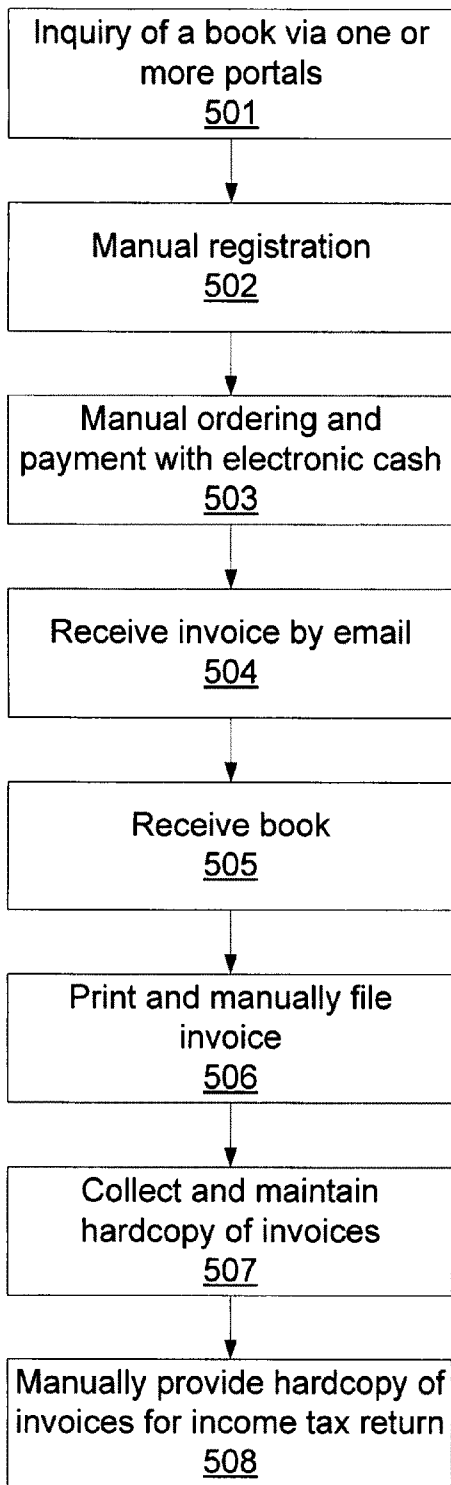 Inquiry of a book via one or
more portals
501
Manual registration
502
Manual ordering and
payment with electronic cash
503
Receive invoice by email
504
Receive book
505
Print and manually file
invoice
506
Collect and maintain
hardcopy of invoices
507
Manually provide hardcopy of
invoices for income tax return
508